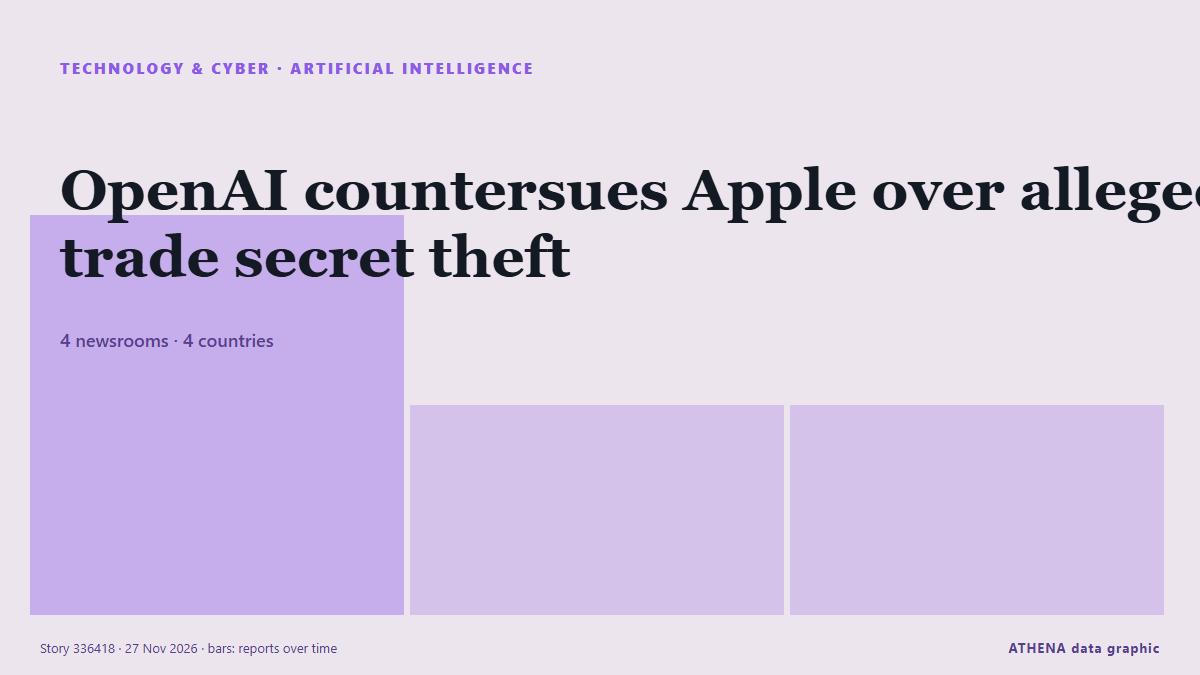 TECHNOLOGY & CYBER · ARTIFICIAL INTELLIGENCE
OpenAI countersues Apple over allege
trade secret theft
4 newsrooms · 4 countries
Story 336418 · 27 Nov 2026 · bars: reports over time
ATHENA data graphic